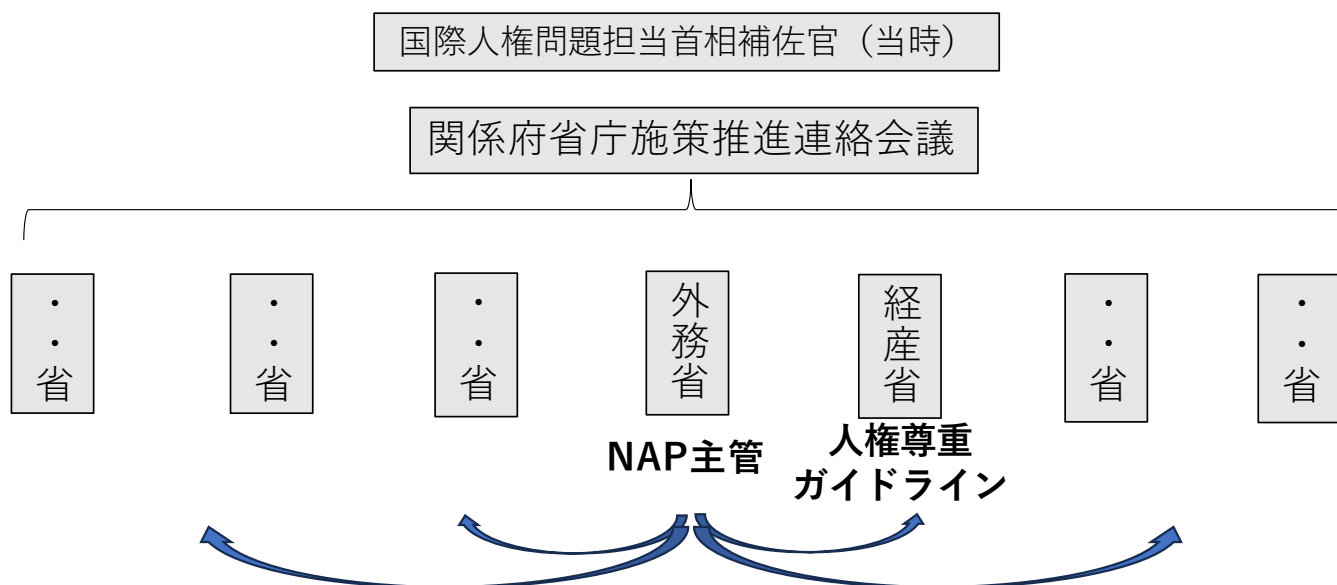 国際人権問題担当首相補佐官（当時）
関係府省庁施策推進連絡会議
・・省
・・省
・・省
外務省
経産省
・・省
・・省
NAP主管
人権尊重
ガイドライン